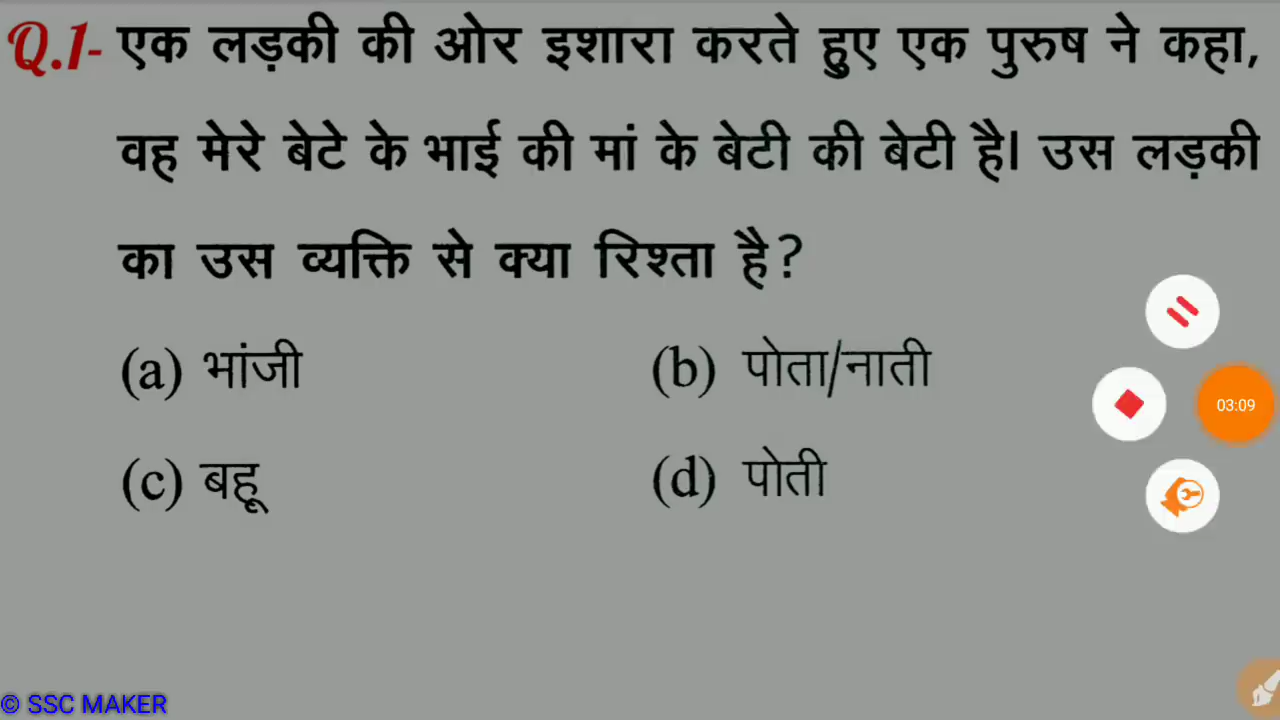 Q.1- एक लड़की की ओर इशारा करते हुए एक पुरुष ने कहा,
वह मेरे बेटे के भाई की मां के बेटी की बेटी है। उस लड़की
का उस व्यक्ति से क्या रिश्ता है?
(a) भांजी (b) पोता/नाती
03:09
(c) बहू (d) पोती
© SSC MAKER